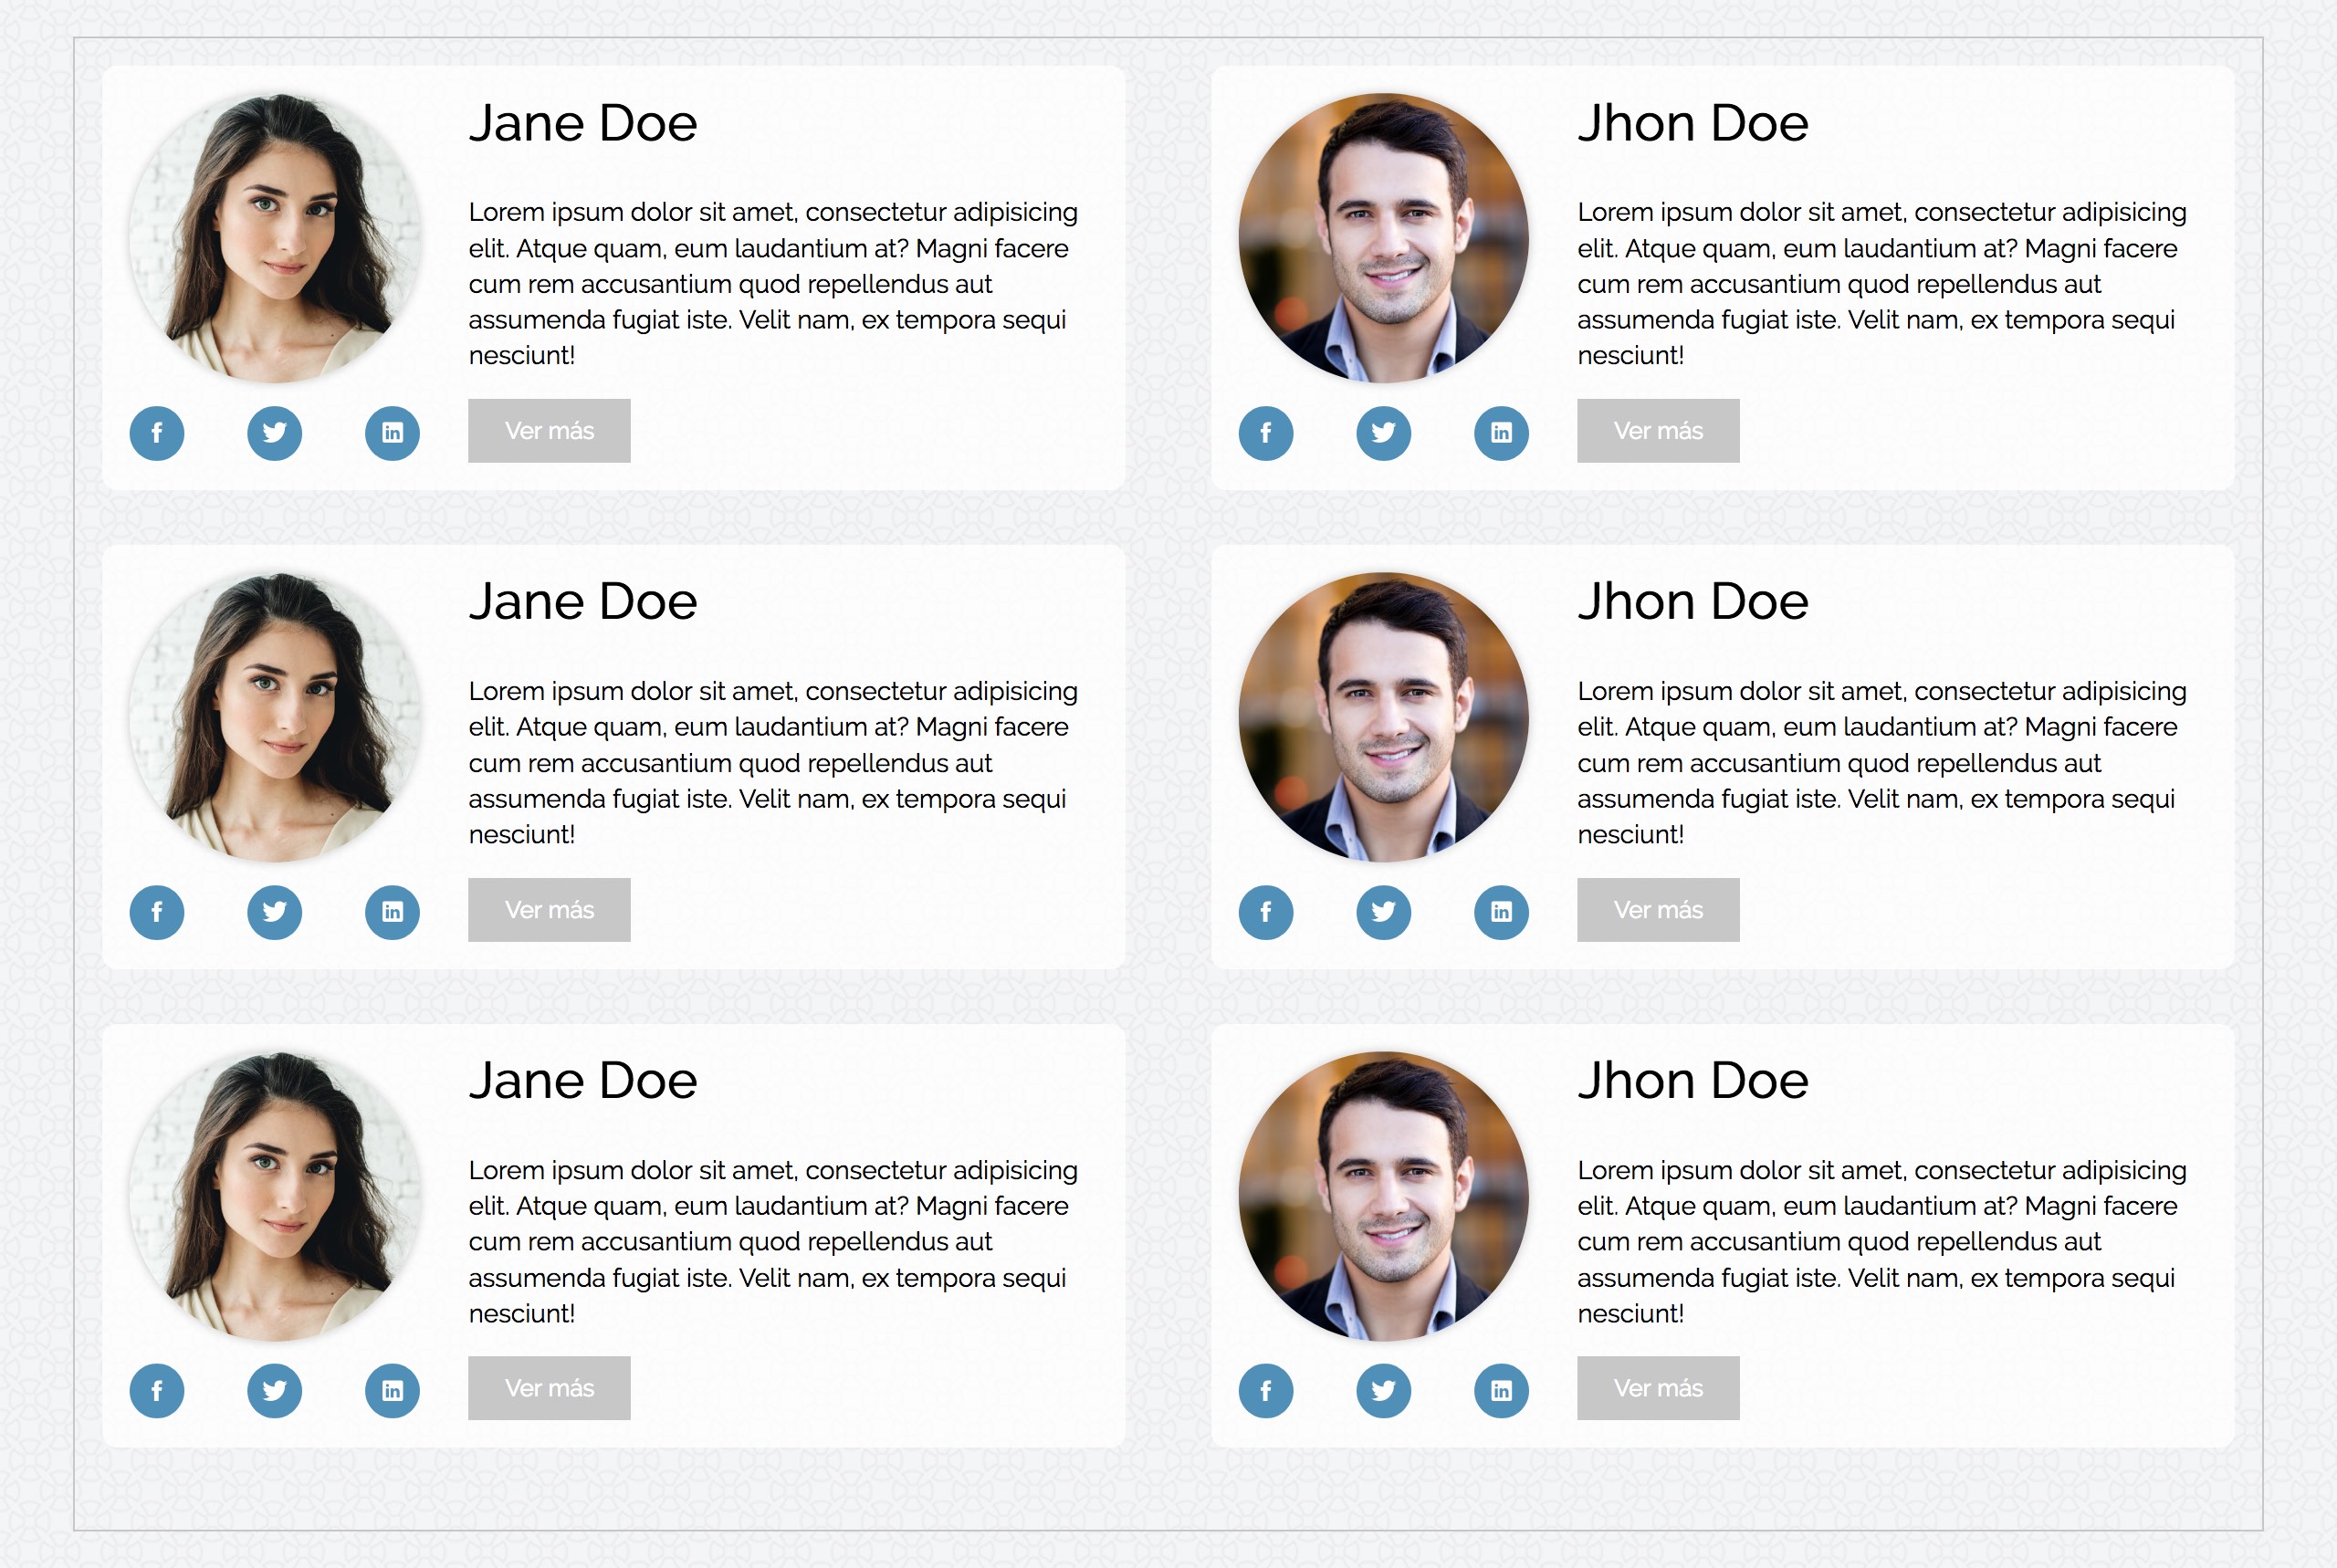 Jane Doe
Lorem ipsum dolor sit amet, consectetur adipisicing
elit. Atque quam, eum laudantium at? Magni facere
cum rem accusantium quod repellendus aut
assumenda fugiat iste. Velit nam, ex tempora sequi
nesciunt!
Ver más
Jhon Doe
Lorem ipsum dolor sit amet, consectetur adipisicing
elit. Atque quam, eum laudantium at? Magni facere
cum rem accusantium quod repellendus aut
assumenda fugiat iste. Velit nam, ex tempora sequi
nesciunt!
Ver más
Jane Doe
Lorem ipsum dolor sit amet, consectetur adipisicing
elit. Atque quam, eum laudantium at? Magni facere
cum rem accusantium quod repellendus aut
assumenda fugiat iste. Velit nam, ex tempora sequi
nesciunt!
Ver más
Jhon Doe
Lorem ipsum dolor sit amet, consectetur adipisicing
elit. Atque quam, eum laudantium at? Magni facere
cum rem accusantium quod repellendus aut
assumenda fugiat iste. Velit nam, ex tempora sequi
nesciunt!
Ver más
Jane Doe
Lorem ipsum dolor sit amet, consectetur adipisicing
elit. Atque quam, eum laudantium at? Magni facere
cum rem accusantium quod repellendus aut
assumenda fugiat iste. Velit nam, ex tempora sequi
nesciunt!
Ver más
Jhon Doe
Lorem ipsum dolor sit amet, consectetur adipisicing
elit. Atque quam, eum laudantium at? Magni facere
cum rem accusantium quod repellendus aut
assumenda fugiat iste. Velit nam, ex tempora sequi
nesciunt!
Ver más